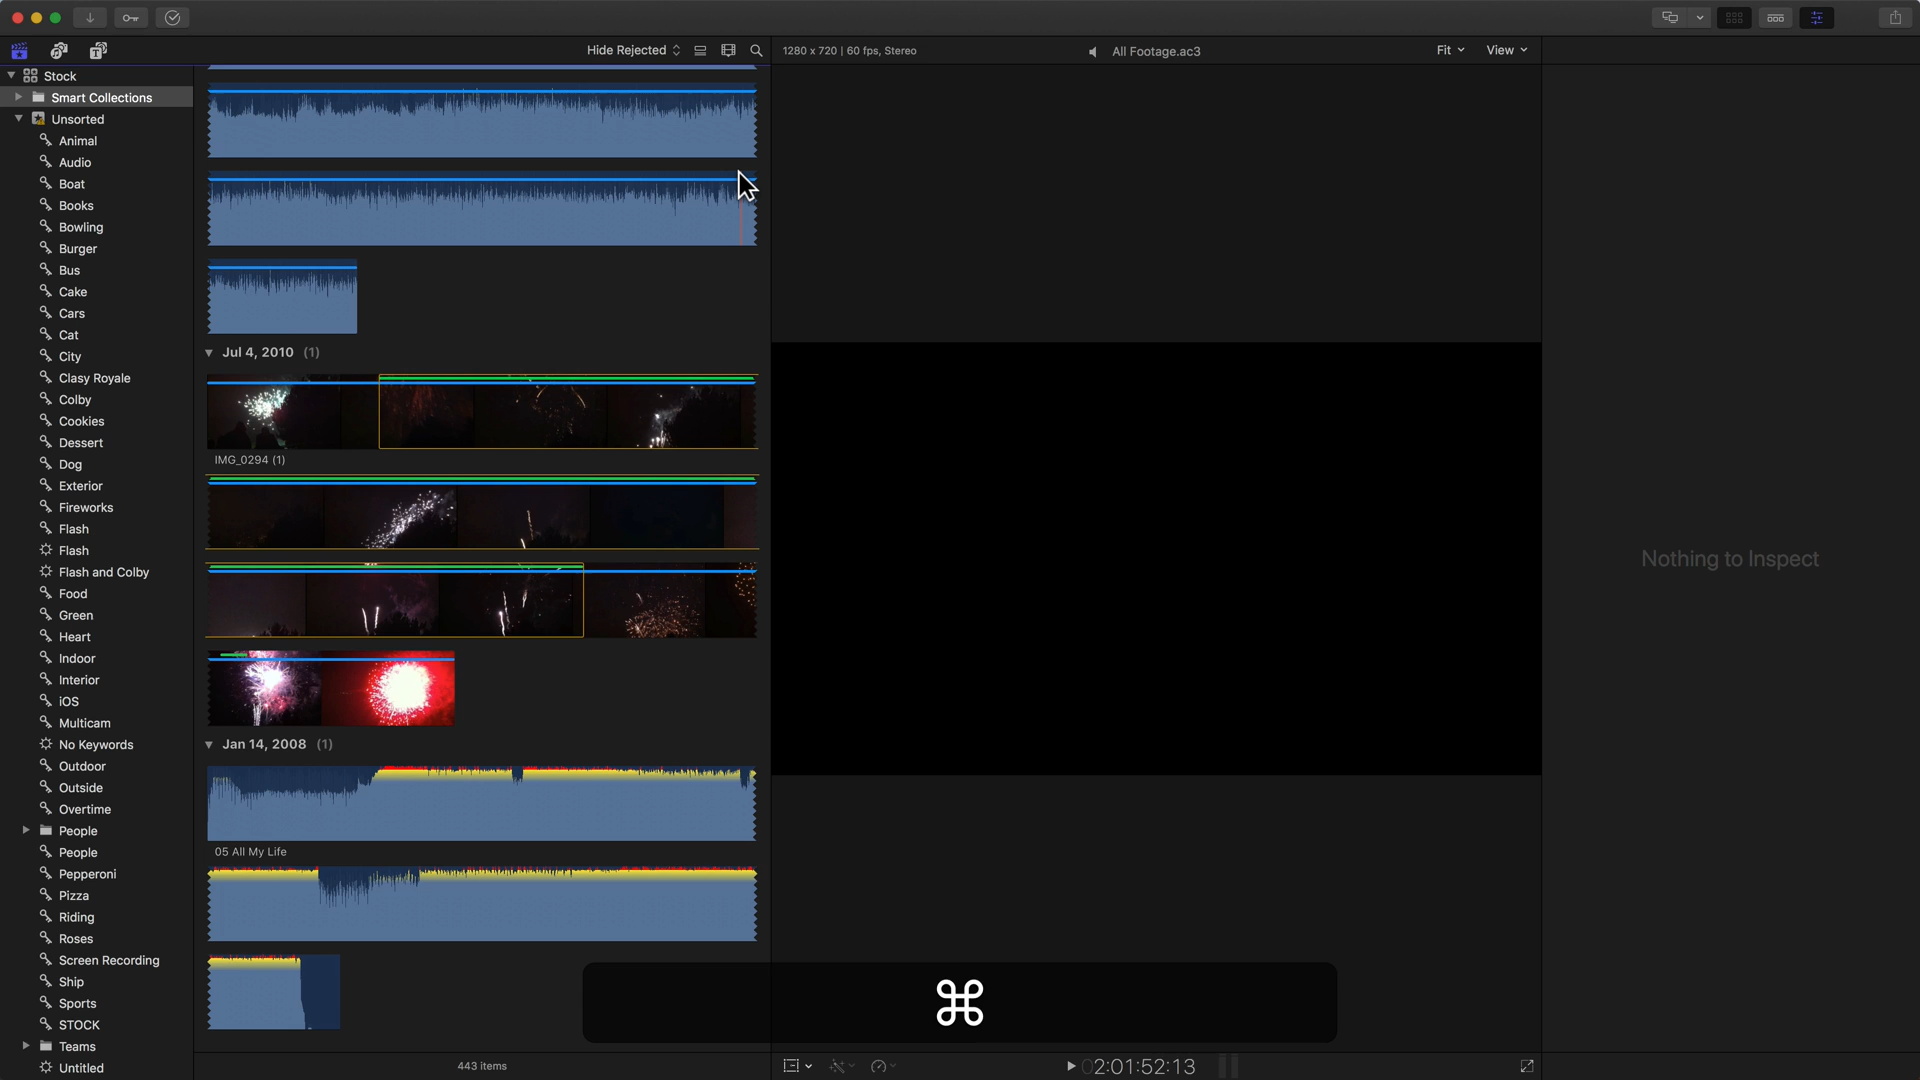 Hide Rejected
1280 x 720 | 60 fps, Stereo
All Footage.ac3
Fit
View
Stock
Smart Collections
Unsorted
Animal
Audio
Boat
Books
Bowling
Burger
Bus
Cake
Cars
Cat
City
Clasy Royale
Colby
Cookies
Dessert
Dog
Exterior
Fireworks
Flash
Flash
Flash and Colby
Food
Green
Heart
Indoor
Interior
iOS
Multicam
No Keywords
Outdoor
Outside
Overtime
People
People
Pepperoni
Pizza
Riding
Roses
Screen Recording
Ship
Sports
STOCK
Teams
Untitled
Jul 4, 2010 (1)
IMG_0294 (1)
Jan 14, 2008 (1)
05 All My Life
443 items
Nothing to Inspect
⌘
02:01:52:13